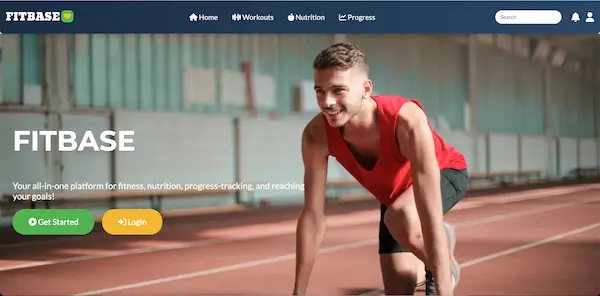 FITBASE
Home
Workouts
Nutrition
Progress
Search
FITBASE
Your all-in-one platform for fitness, nutrition, progress-tracking, and reaching
your goals!
Get Started
Login